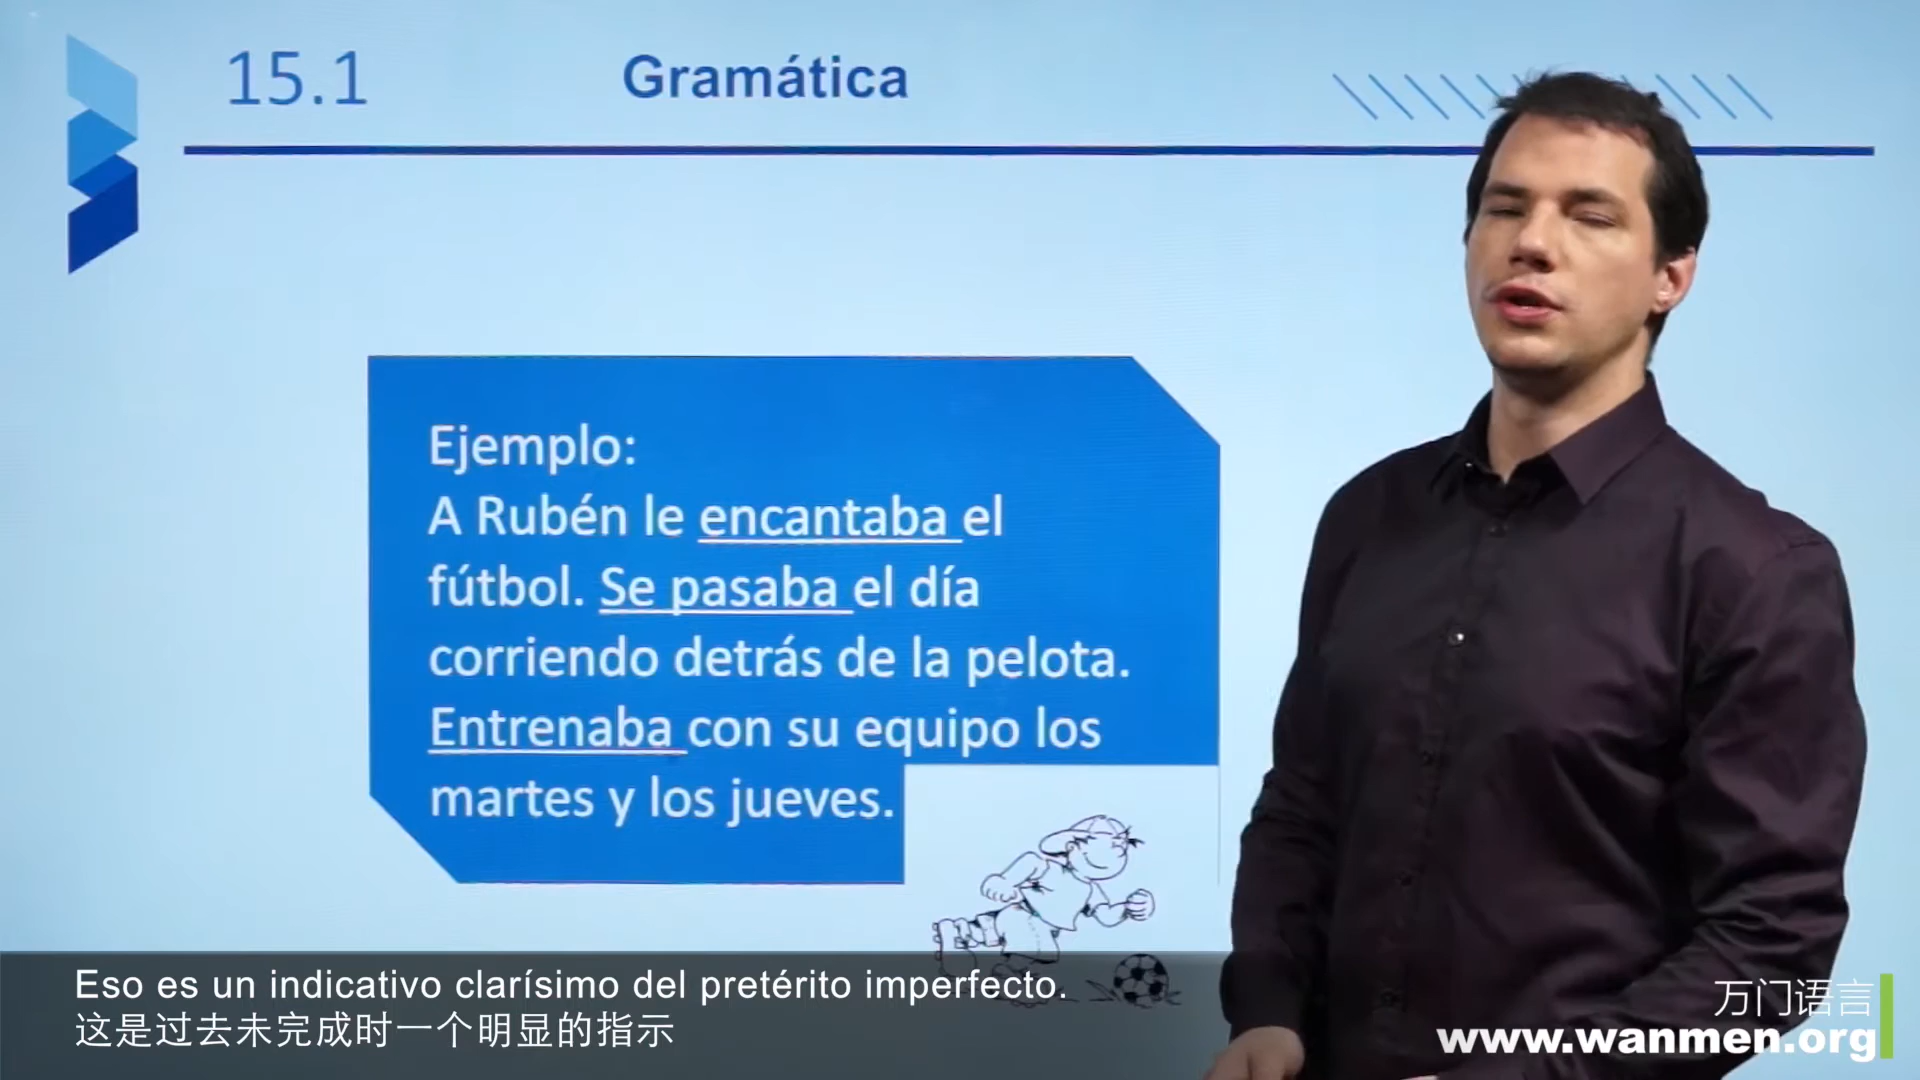 15.1
Gramática
Ejemplo:
A Rubén le encantaba el
fútbol. Se pasaba el día
corriendo detrás de la pelota.
Entrenaba con su equipo los
martes y los jueves.
Eso es un indicativo clarísimo del pretérito imperfecto.
这是过去未完成时一个明显的指示
万门语言
www.wanmen.org